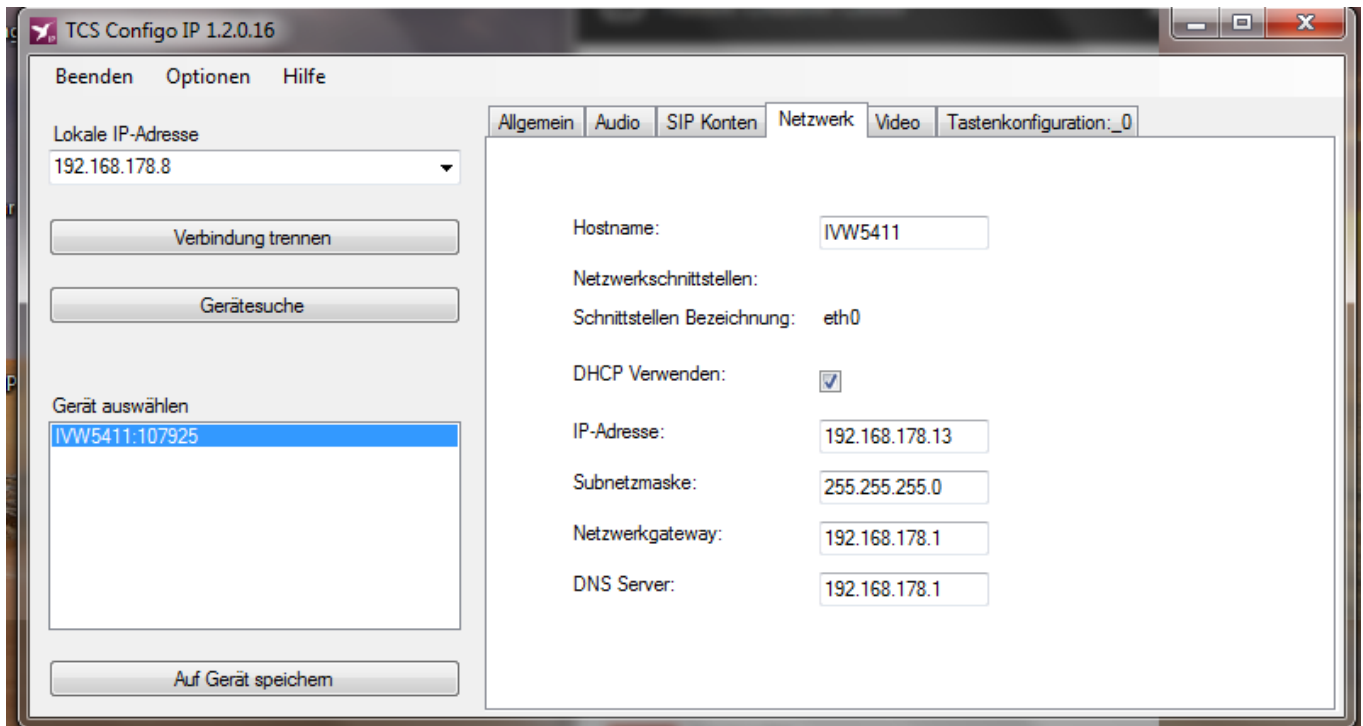 TCS Configo IP 1.2.0.16
Beenden Optionen Hilfe
Lokale IP-Adresse
192.168.178.8
Verbindung trennen
Gerätesuche
Gerät auswählen
IVW5411:107925
Auf Gerät speichern
Allgemein Audio SIP Konten Netzwerk Video Tastenkonfiguration:_0
Hostname: IVW5411
Netzwerkschnittstellen:
Schnittstellen Bezeichnung: eth0
DHCP Verwenden:
IP-Adresse: 192.168.178.13
Subnetzmaske: 255.255.255.0
Netzwerkgateway: 192.168.178.1
DNS Server: 192.168.178.1